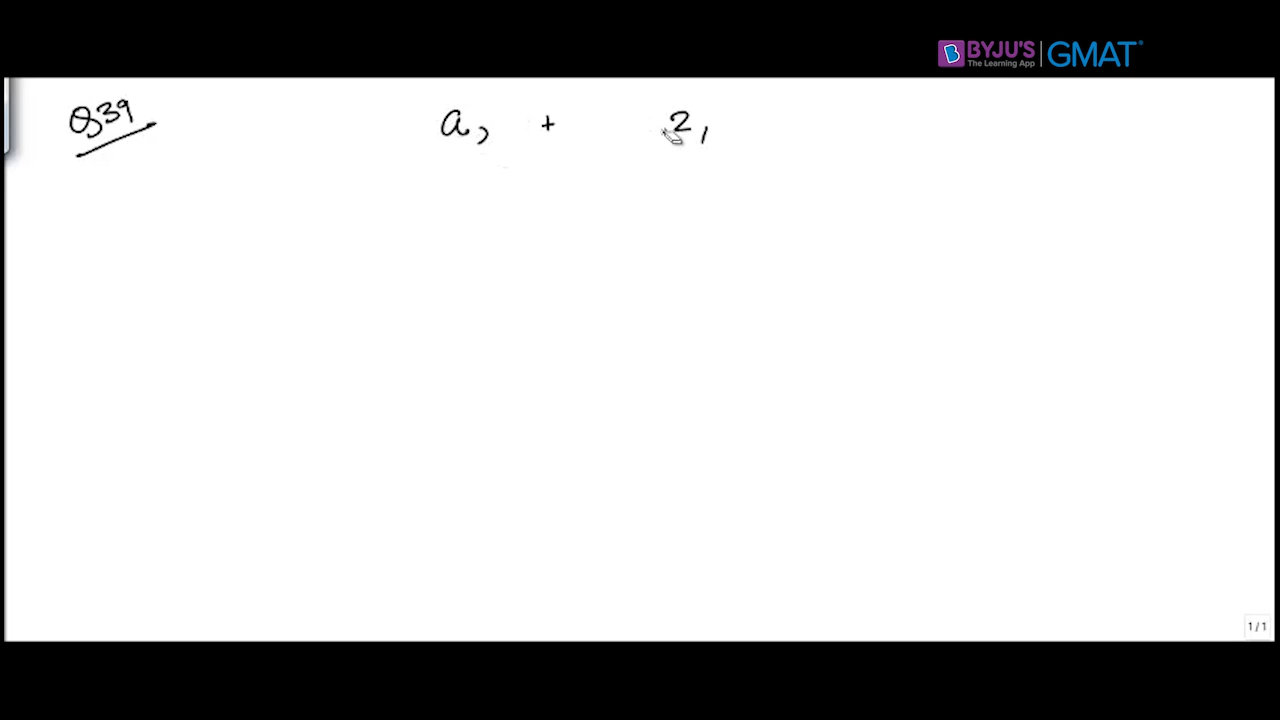 BYJU'S GMAT
The Learning App
Q39 a, + 2,
1/1